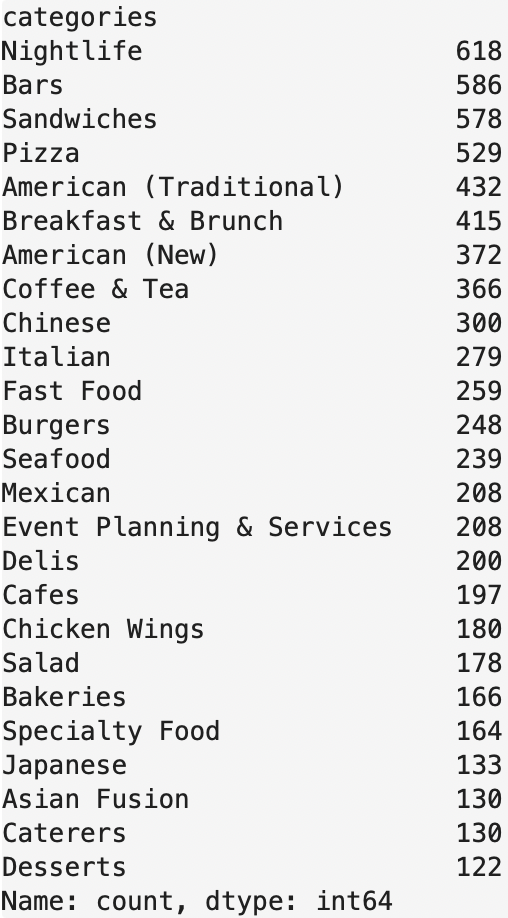 categories
Nightlife 618
Bars 586
Sandwiches 578
Pizza 529
American (Traditional) 432
Breakfast & Brunch 415
American (New) 372
Coffee & Tea 366
Chinese 300
Italian 279
Fast Food 259
Burgers 248
Seafood 239
Mexican 208
Event Planning & Services 208
Delis 200
Cafes 197
Chicken Wings 180
Salad 178
Bakeries 166
Specialty Food 164
Japanese 133
Asian Fusion 130
Caterers 130
Desserts 122
Name: count, dtype: int64